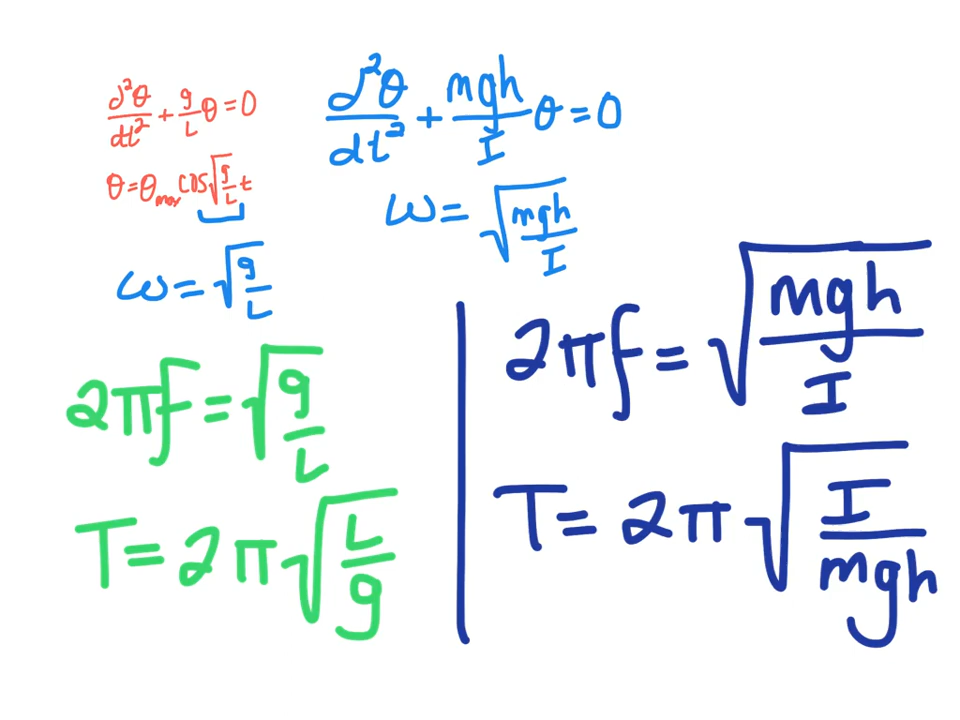 d²θ/dt² + g/L θ = 0
θ = θmax cos √(g/L) t
ω = √(g/L)
2πf = √(g/L)
T = 2π √(L/g)
d²θ/dt² + mgh/I θ = 0
ω = √(mgh/I)
2πf = √(mgh/I)
T = 2π √(I/mgh)